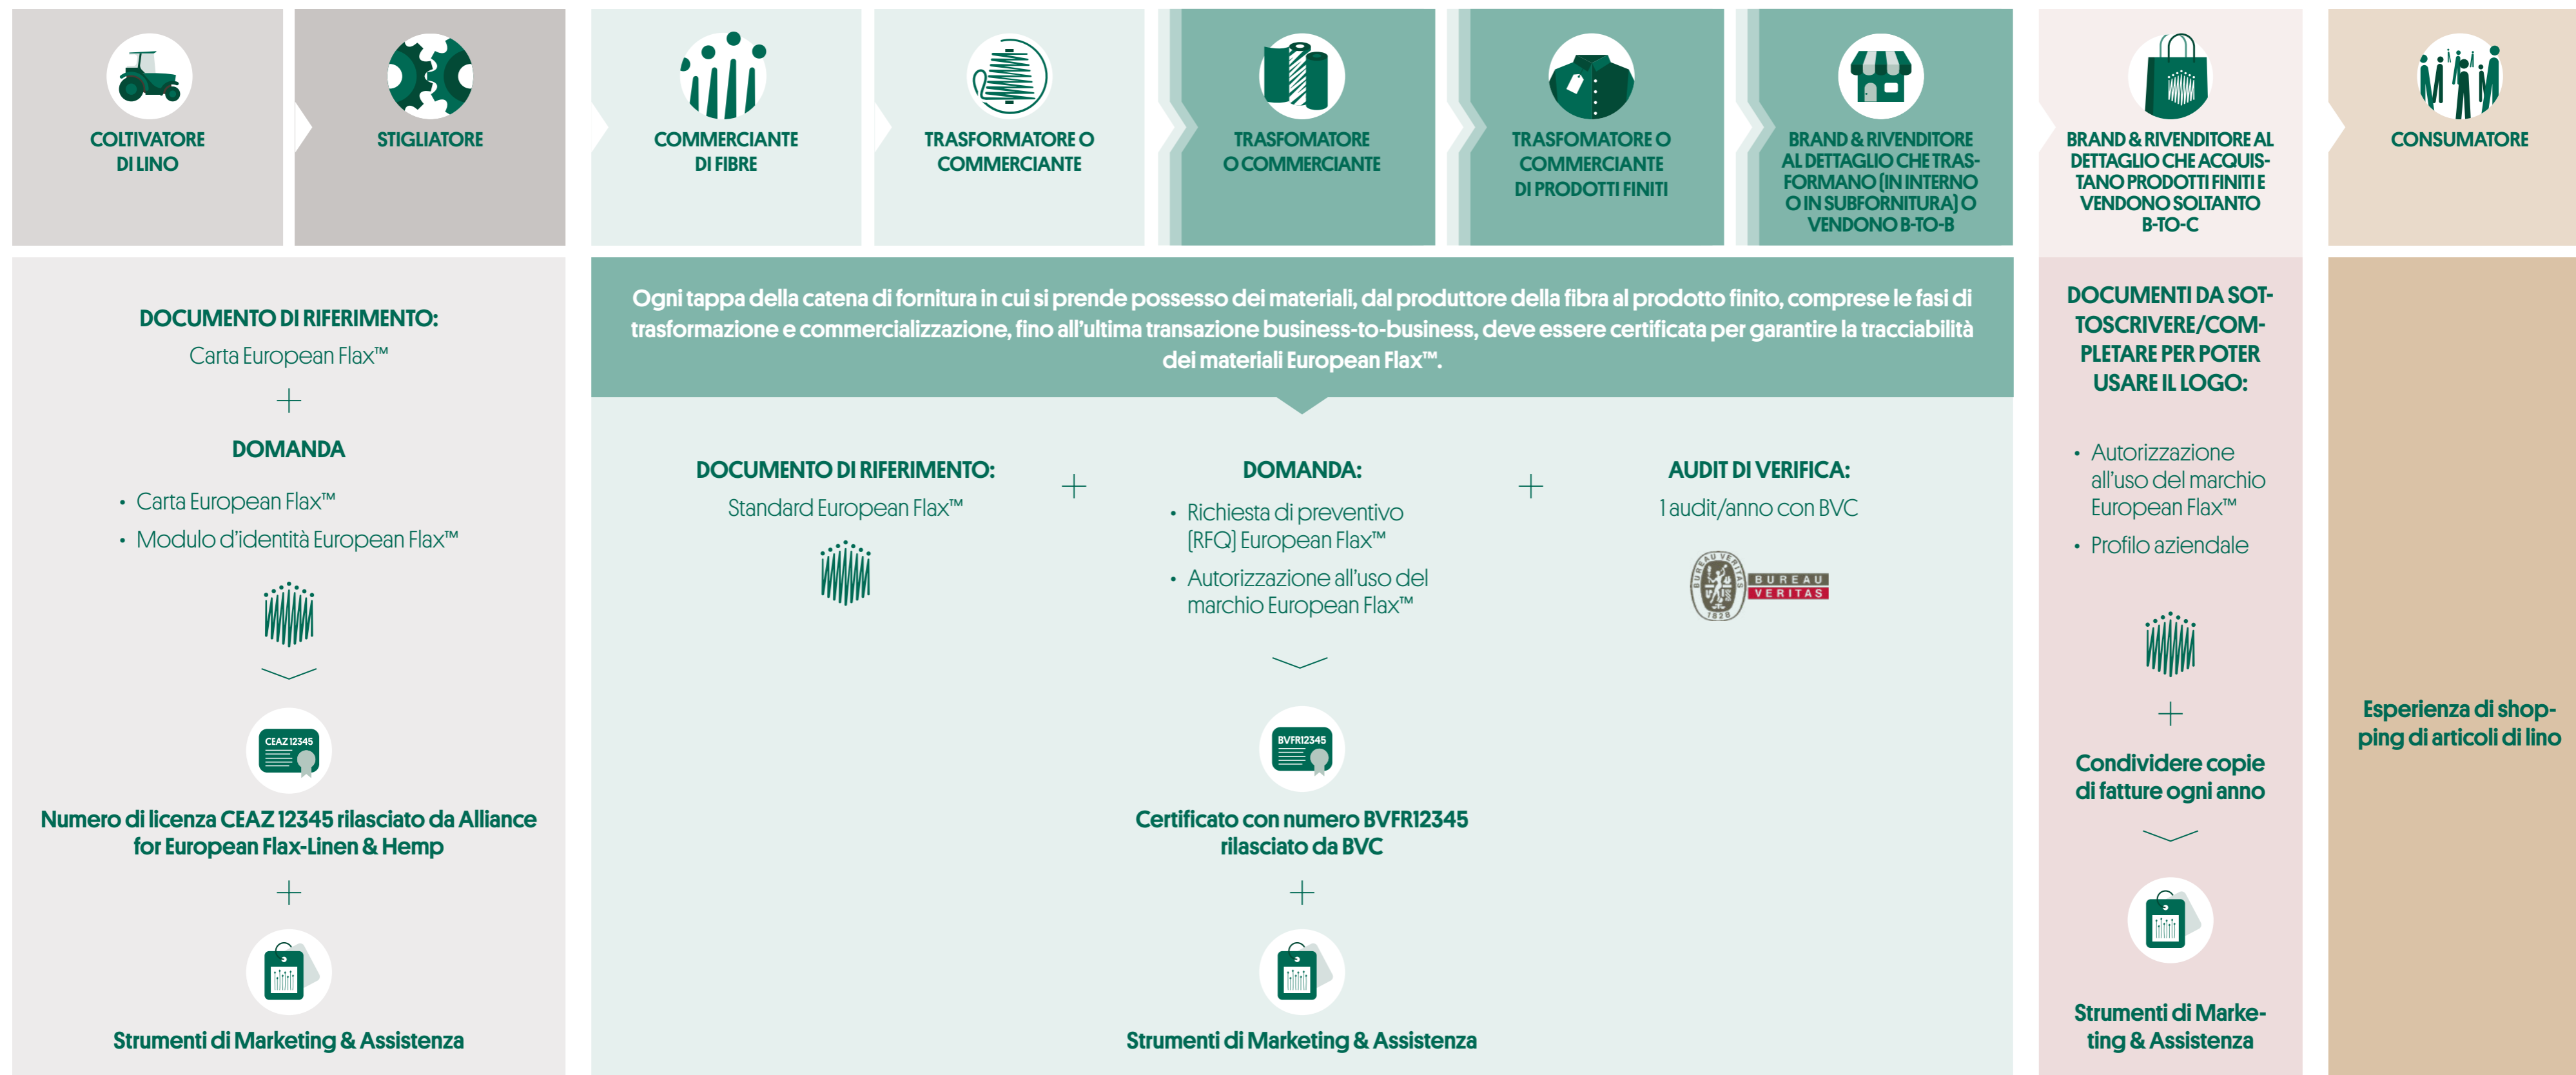 COLTIVATORE
DI LINO
STIGLIATORE
COMMERCIANTE
DI FIBRE
TRASFORMATORE O
COMMERCIANTE
TRASFOMATORE
O COMMERCIANTE
TRASFOMATORE O
COMMERCIANTE
DI PRODOTTI FINITI
BRAND & RIVENDITORE
AL DETTAGLIO CHE TRAS-
FORMANO (IN INTERNO
O IN SUBFORNITURA) O
VENDONO B-TO-B
BRAND & RIVENDITORE AL
DETTAGLIO CHE ACQUIS-
TANO PRODOTTI FINITI E
VENDONO SOLTANTO
B-TO-C
CONSUMATORE
DOCUMENTO DI RIFERIMENTO:
Carta European Flax™
+
DOMANDA
• Carta European Flax™
• Modulo d'identità European Flax™
CEAZ 12345
Numero di licenza CEAZ 12345 rilasciato da Alliance
for European Flax-Linen & Hemp
+
Strumenti di Marketing & Assistenza
Ogni tappa della catena di fornitura in cui si prende possesso dei materiali, dal produttore della fibra al prodotto finito, comprese le fasi di
trasformazione e commercializzazione, fino all'ultima transazione business-to-business, deve essere certificata per garantire la tracciabilità
dei materiali European Flax™.
DOCUMENTO DI RIFERIMENTO:
Standard European Flax™
+
DOMANDA:
• Richiesta di preventivo
(RFQ) European Flax™
• Autorizzazione all'uso del
marchio European Flax™
+
AUDIT DI VERIFICA:
1 audit/anno con BVC
BUREAU VERITAS
1828
BUREAU
VERITAS
BVFR12345
Certificato con numero BVFR12345
rilasciato da BVC
+
Strumenti di Marketing & Assistenza
DOCUMENTI DA SOT-
TOSCRIVERE/COM-
PLETARE PER POTER
USARE IL LOGO:
• Autorizzazione
all'uso del marchio
European Flax™
• Profilo aziendale
+
Condividere copie
di fatture ogni anno
Strumenti di Marke-
ting & Assistenza
Esperienza di shop-
ping di articoli di lino